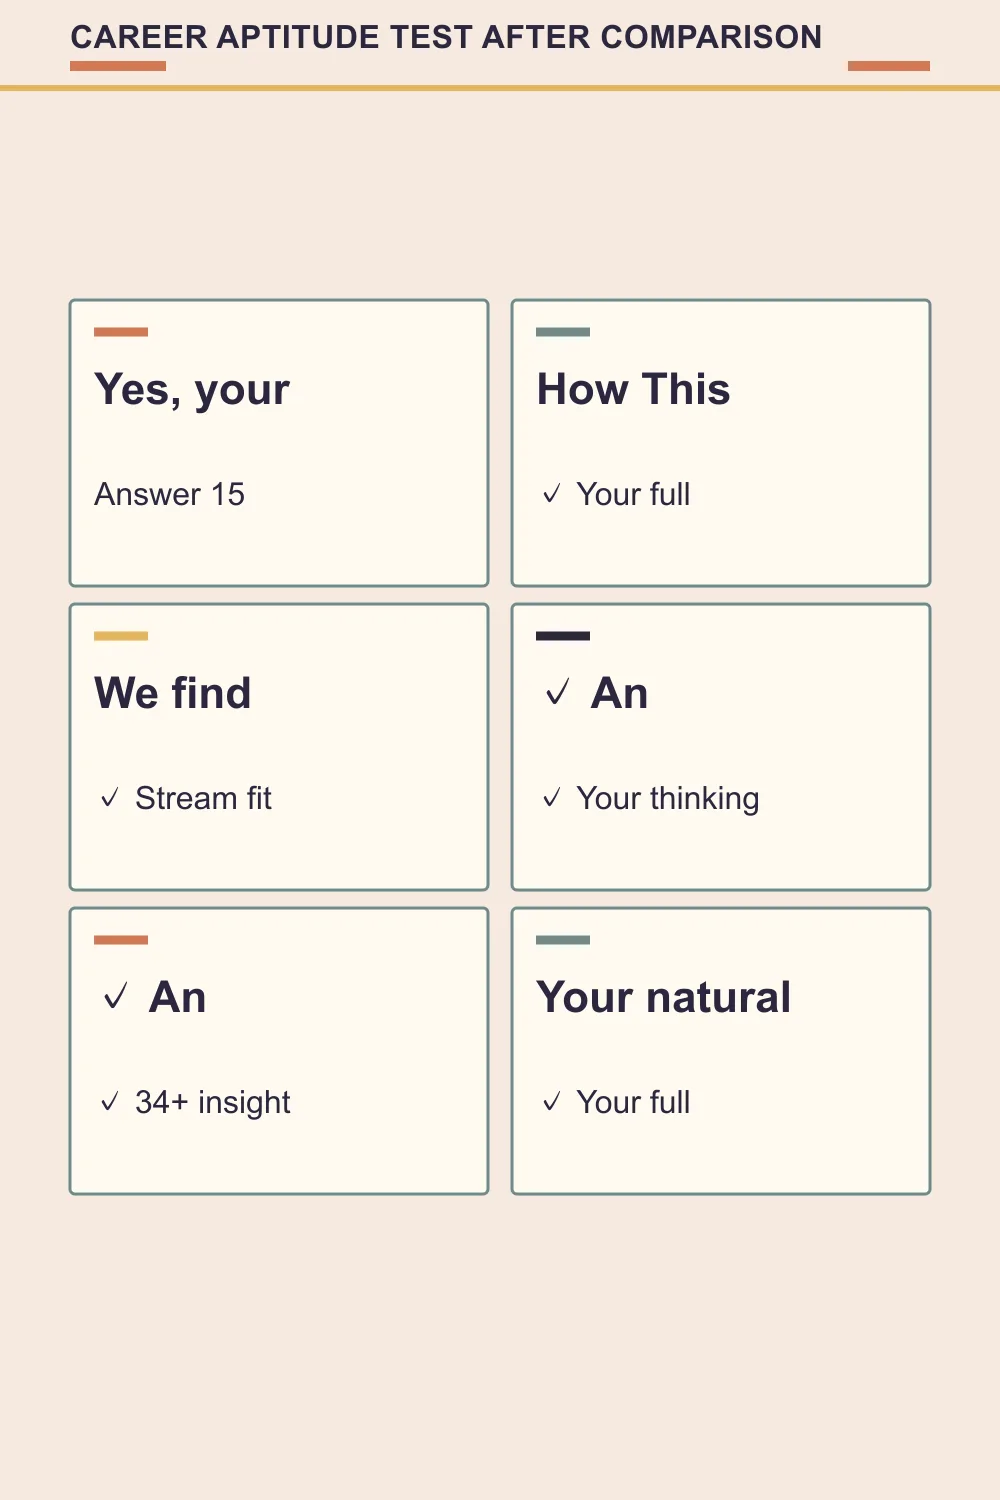 CAREER APTITUDE TEST AFTER COMPARISON
Yes, your
Answer 15
How This
✓ Your full
We find
✓ Stream fit
✓ An
✓ Your thinking
✓ An
✓ 34+ insight
Your natural
✓ Your full